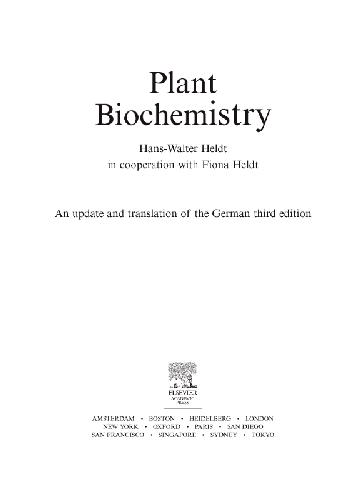 Plant
Biochemistry
Hans-Walter Heldt
in cooperation with Fiona Heldt
An update and translation of the German third edition
ELSEVIER
ACADEMIC
PRESS
AMSTERDAM • BOSTON • HEIDELBERG • LONDON
NEW YORK • OXFORD • PARIS • SAN DIEGO
SAN FRANCISCO • SINGAPORE • SYDNEY • TOKYO